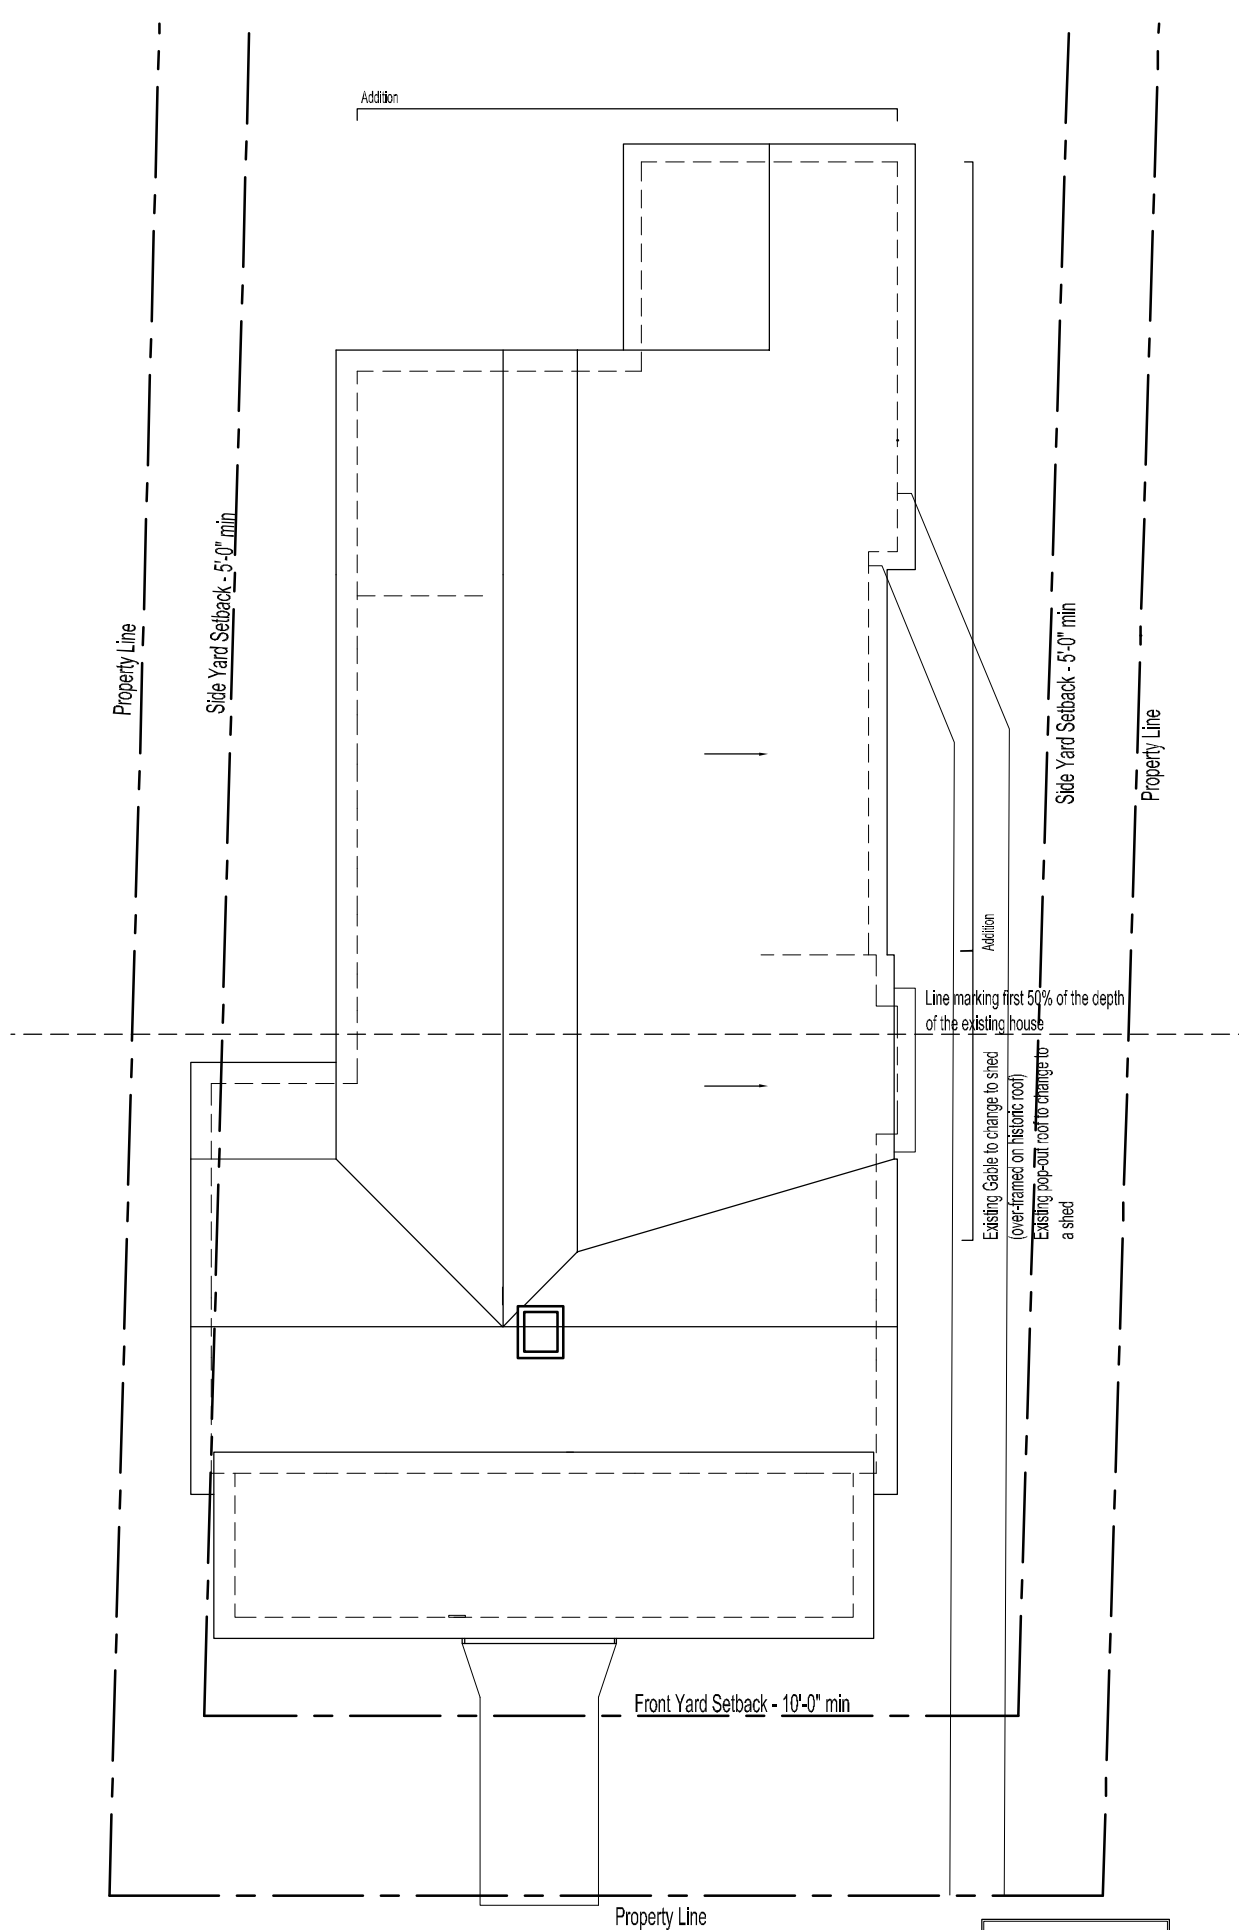 Addition
Property Line
Side Yard Setback - 5'-0" min
Side Yard Setback - 5'-0" min
Property Line
Addition
Line marking first 50% of the depth
of the existing house
Existing Gable to change to shed
(over-framed on historic roof)
Existing pop-out roof to change to
a shed
Front Yard Setback - 10'-0" min
Property Line